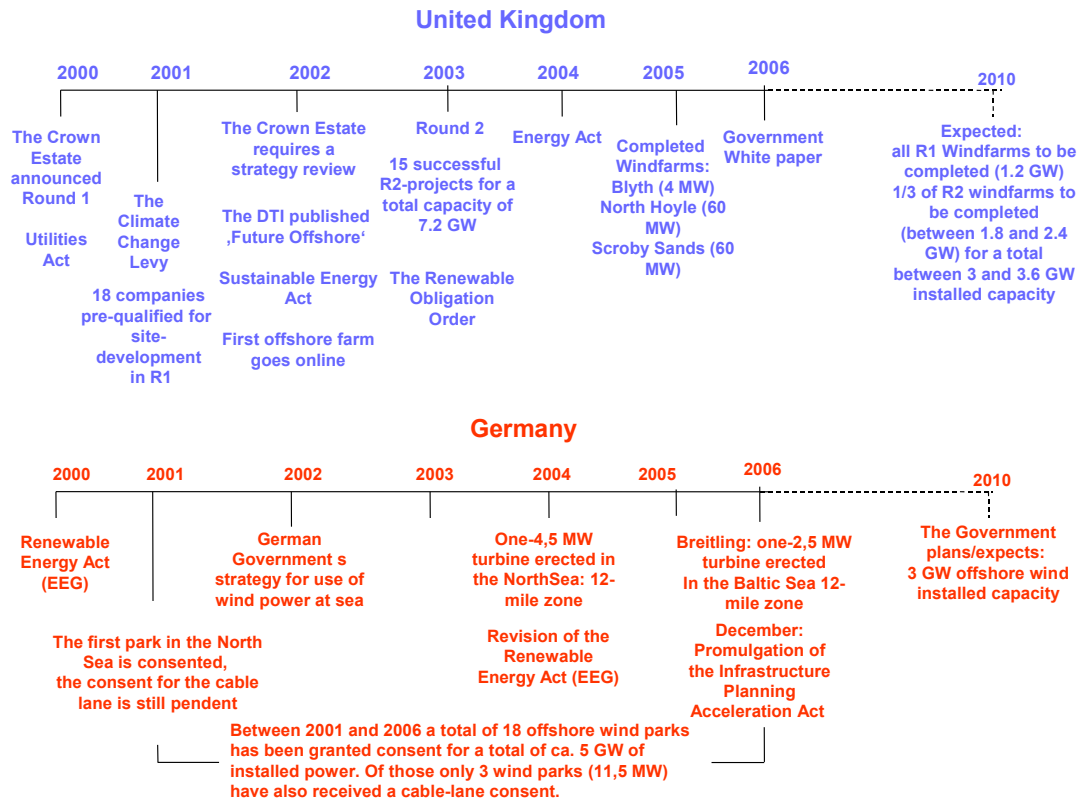 United Kingdom
2000
2001
2002
2003
2004
2005
2006
2010
The Crown
Estate
announced
Round 1
Utilities
Act
The
Climate
Change
Levy
18 companies
pre-qualified for
site-
development
in R1
The Crown Estate
requires a
strategy review
The DTI published
‚Future Offshore‘
Sustainable Energy
Act
First offshore farm
goes online
Round 2
15 successful
R2-projects for a
total capacity of
7.2 GW
The Renewable
Obligation
Order
Energy Act
Completed
Windfarms:
Blyth (4 MW)
North Hoyle (60
MW)
Scroby Sands (60
MW)
Government
White paper
Expected:
all R1 Windfarms to be
completed (1.2 GW)
1/3 of R2 windfarms to
be completed
(between 1.8 and 2.4
GW) for a total
between 3 and 3.6 GW
installed capacity
Germany
2000
2001
2002
2003
2004
2005
2006
2010
Renewable
Energy Act
(EEG)
The first park in the North
Sea is consented,
the consent for the cable
lane is still pendent
German
Government s
strategy for use of
wind power at sea
One-4,5 MW
turbine erected in
the NorthSea: 12-
mile zone
Revision of the
Renewable
Energy Act (EEG)
Breitling: one-2,5 MW
turbine erected
In the Baltic Sea 12-
mile zone
December:
Promulgation of
the Infrastructure
Planning
Acceleration Act
The Government
plans/expects:
3 GW offshore wind
installed capacity
Between 2001 and 2006 a total of 18 offshore wind parks
has been granted consent for a total of ca. 5 GW of
installed power. Of those only 3 wind parks (11,5 MW)
have also received a cable-lane consent.